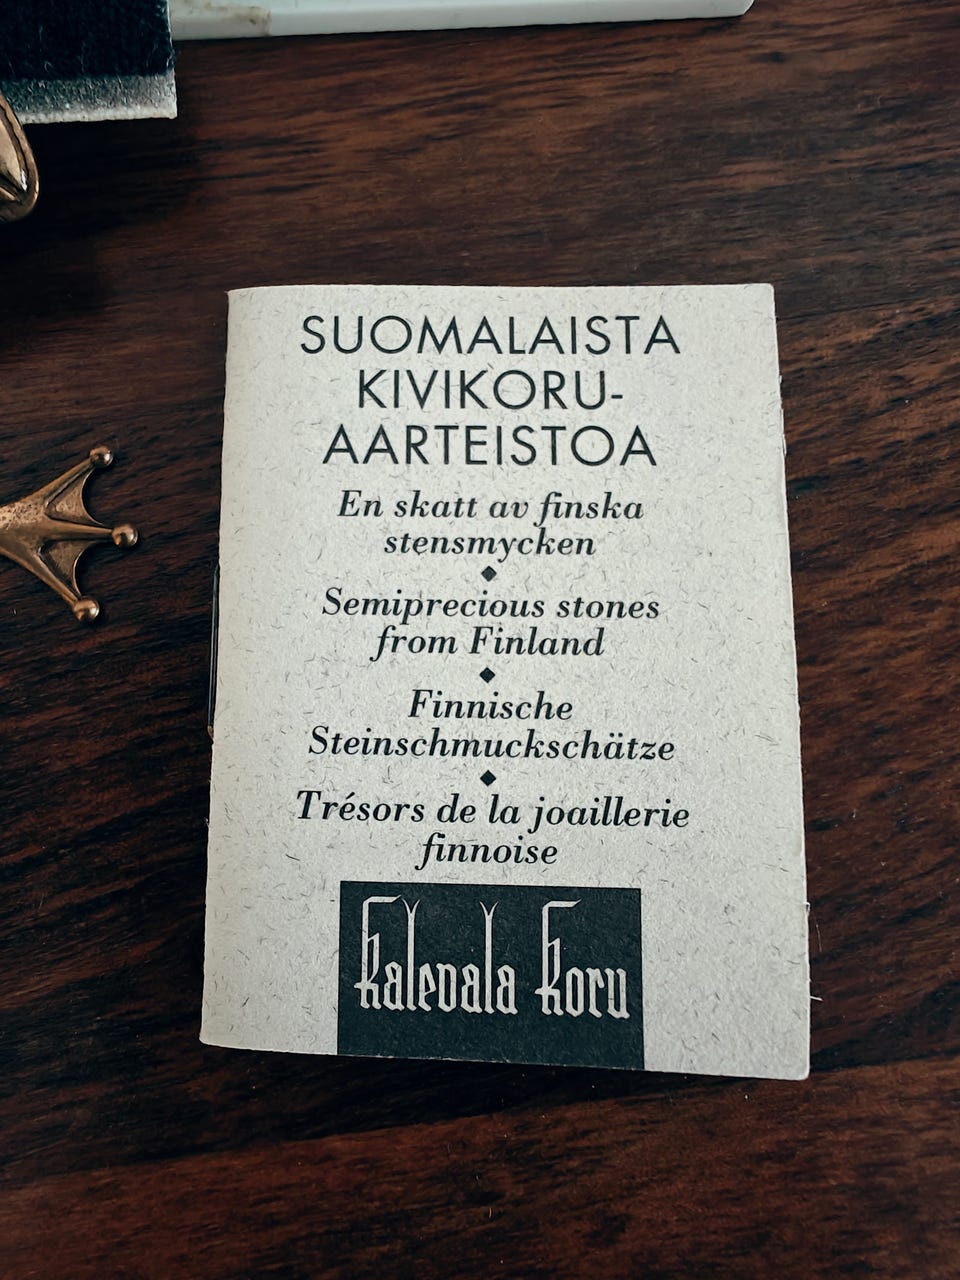 SUOMALAISTA
KIVIKORU-
AARTEISTOA
En skatt av finska
stensmycken
Semiprecious stones
from Finland
Finnische
Steinschmuckschätze
Trésors de la joaillerie
finnoise
Kalevala Koru